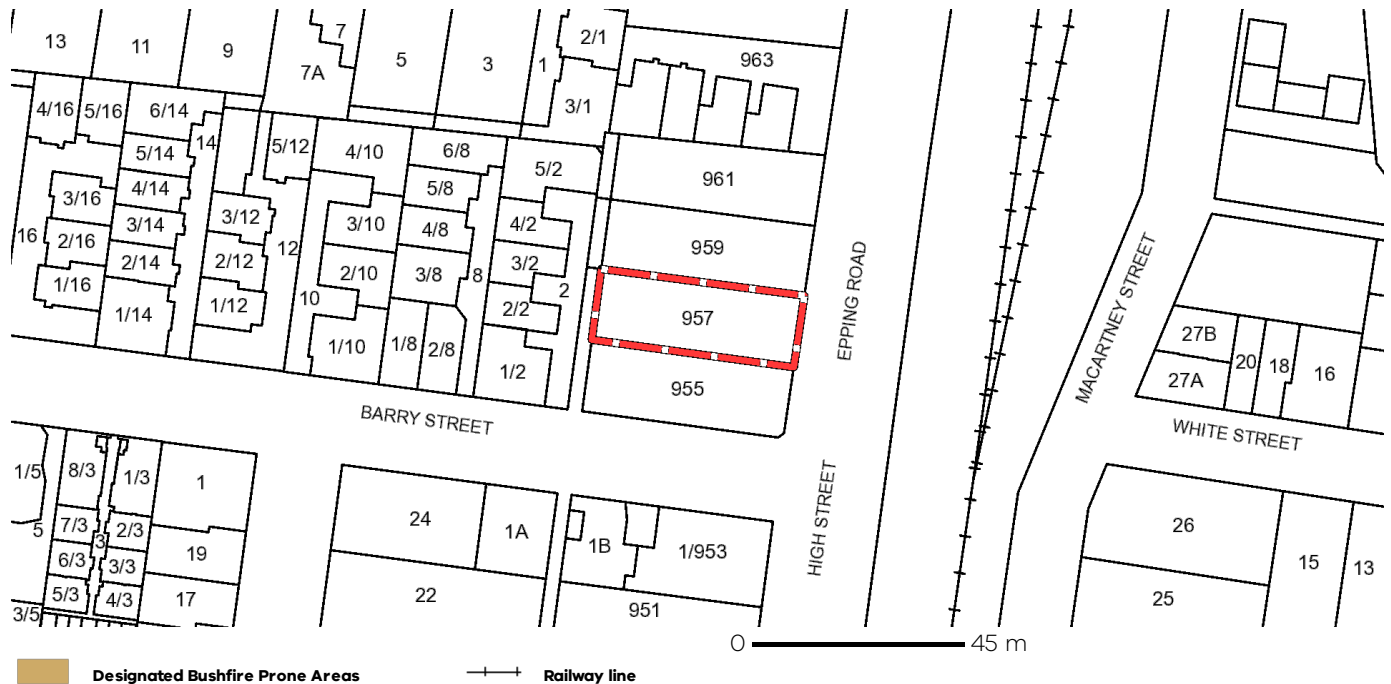 13 11 9 7 7A 5 3 1 2/1 963
3/1
4/16 5/16 6/14 14 5/12 4/10 6/8 5/2 961
5/14 5/8
3/16 4/14 3/12 3/10 4/8 4/2 959
16 2/16 3/14 2/12 12 3/2
1/16 2/14 1/12 10 2/10 3/8 8 2/2 2 957
1/14 1/10 1/8 2/8 1/2 955
EPPING ROAD
MACARTNEY STREET
27B 20 18 16
27A
BARRY STREET
WHITE STREET
1/5 8/3 1/3 1
5 7/3 3 2/3 19
6/3 3/3
5/3 4/3 17
3/5
24 1A 1B 1/953
22 951
HIGH STREET
26 15 13
25
0 45 m
Designated Bushfire Prone Areas
Railway line